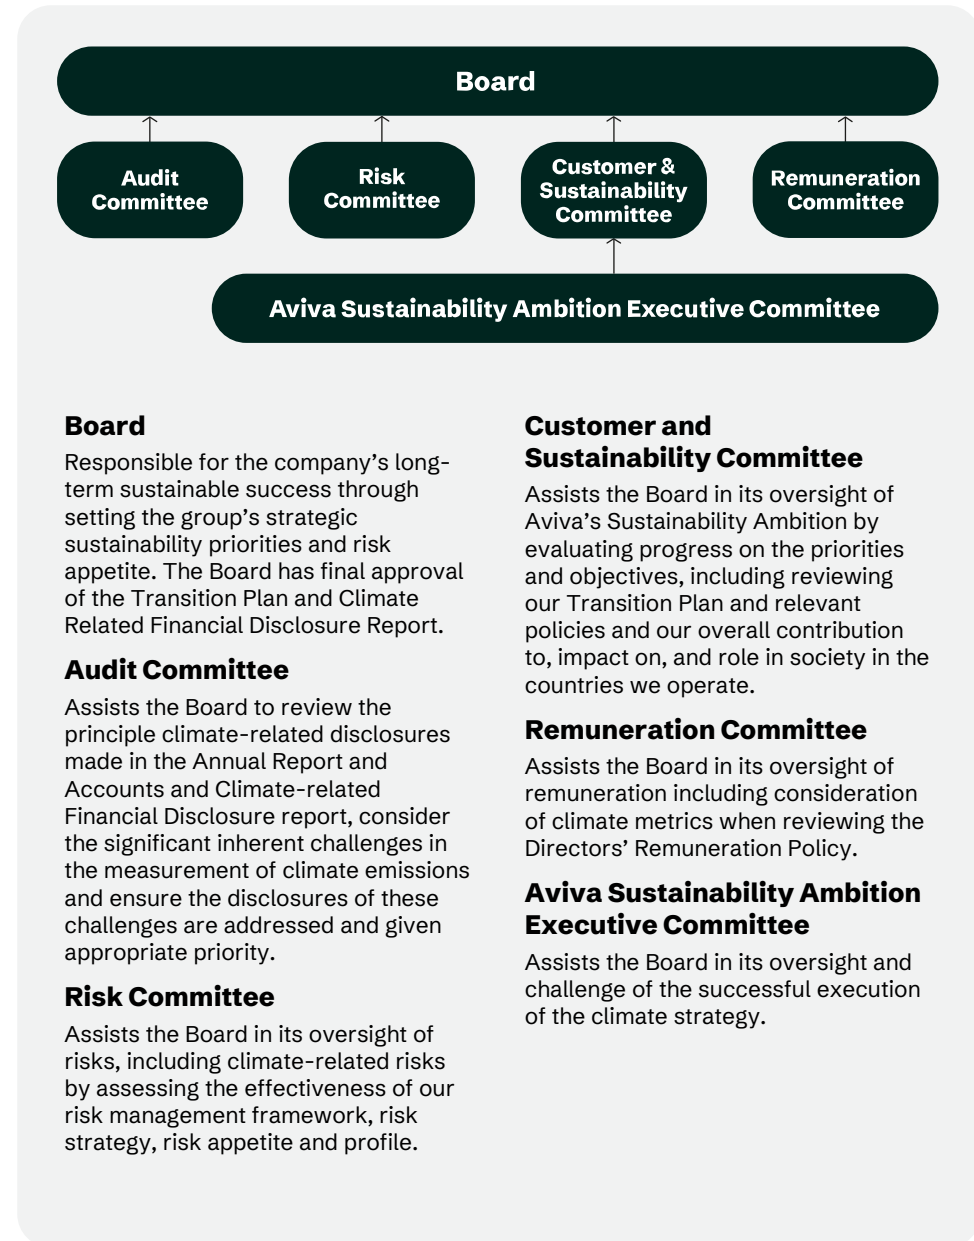 Board
Audit
Committee
Risk
Committee
Customer &
Sustainability
Committee
Remuneration
Committee
Aviva Sustainability Ambition Executive Committee
Board
Responsible for the company’s long-
term sustainable success through
setting the group’s strategic
sustainability priorities and risk
appetite. The Board has final approval
of the Transition Plan and Climate
Related Financial Disclosure Report.
Audit Committee
Assists the Board to review the
principle climate-related disclosures
made in the Annual Report and
Accounts and Climate-related
Financial Disclosure report, consider
the significant inherent challenges in
the measurement of climate emissions
and ensure the disclosures of these
challenges are addressed and given
appropriate priority.
Risk Committee
Assists the Board in its oversight of
risks, including climate-related risks
by assessing the effectiveness of our
risk management framework, risk
strategy, risk appetite and profile.
Customer and
Sustainability Committee
Assists the Board in its oversight of
Aviva’s Sustainability Ambition by
evaluating progress on the priorities
and objectives, including reviewing
our Transition Plan and relevant
policies and our overall contribution
to, impact on, and role in society in the
countries we operate.
Remuneration Committee
Assists the Board in its oversight of
remuneration including consideration
of climate metrics when reviewing the
Directors’ Remuneration Policy.
Aviva Sustainability Ambition
Executive Committee
Assists the Board in its oversight and
challenge of the successful execution
of the climate strategy.